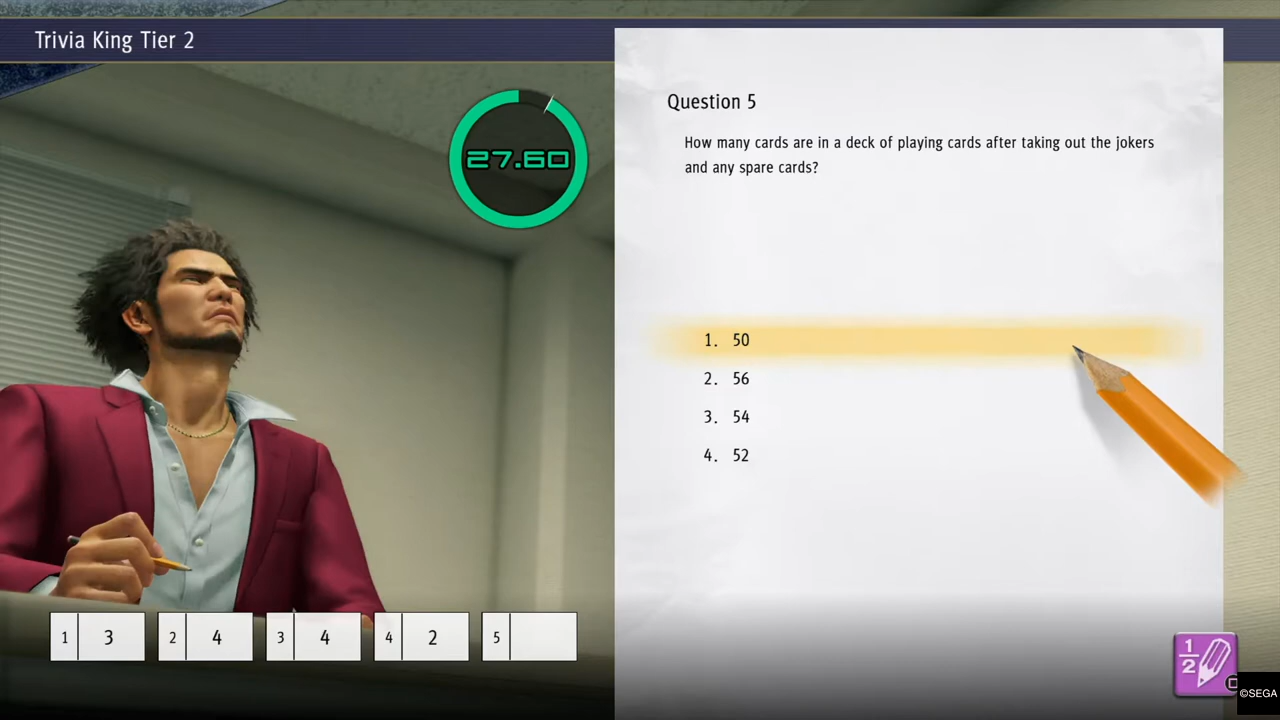 Trivia King Tier 2
27.60
Question 5
How many cards are in a deck of playing cards after taking out the jokers
and any spare cards?
1. 50
2. 56
3. 54
4. 52
1 3 2 4 3 4 4 2 5
1/2
©SEGA